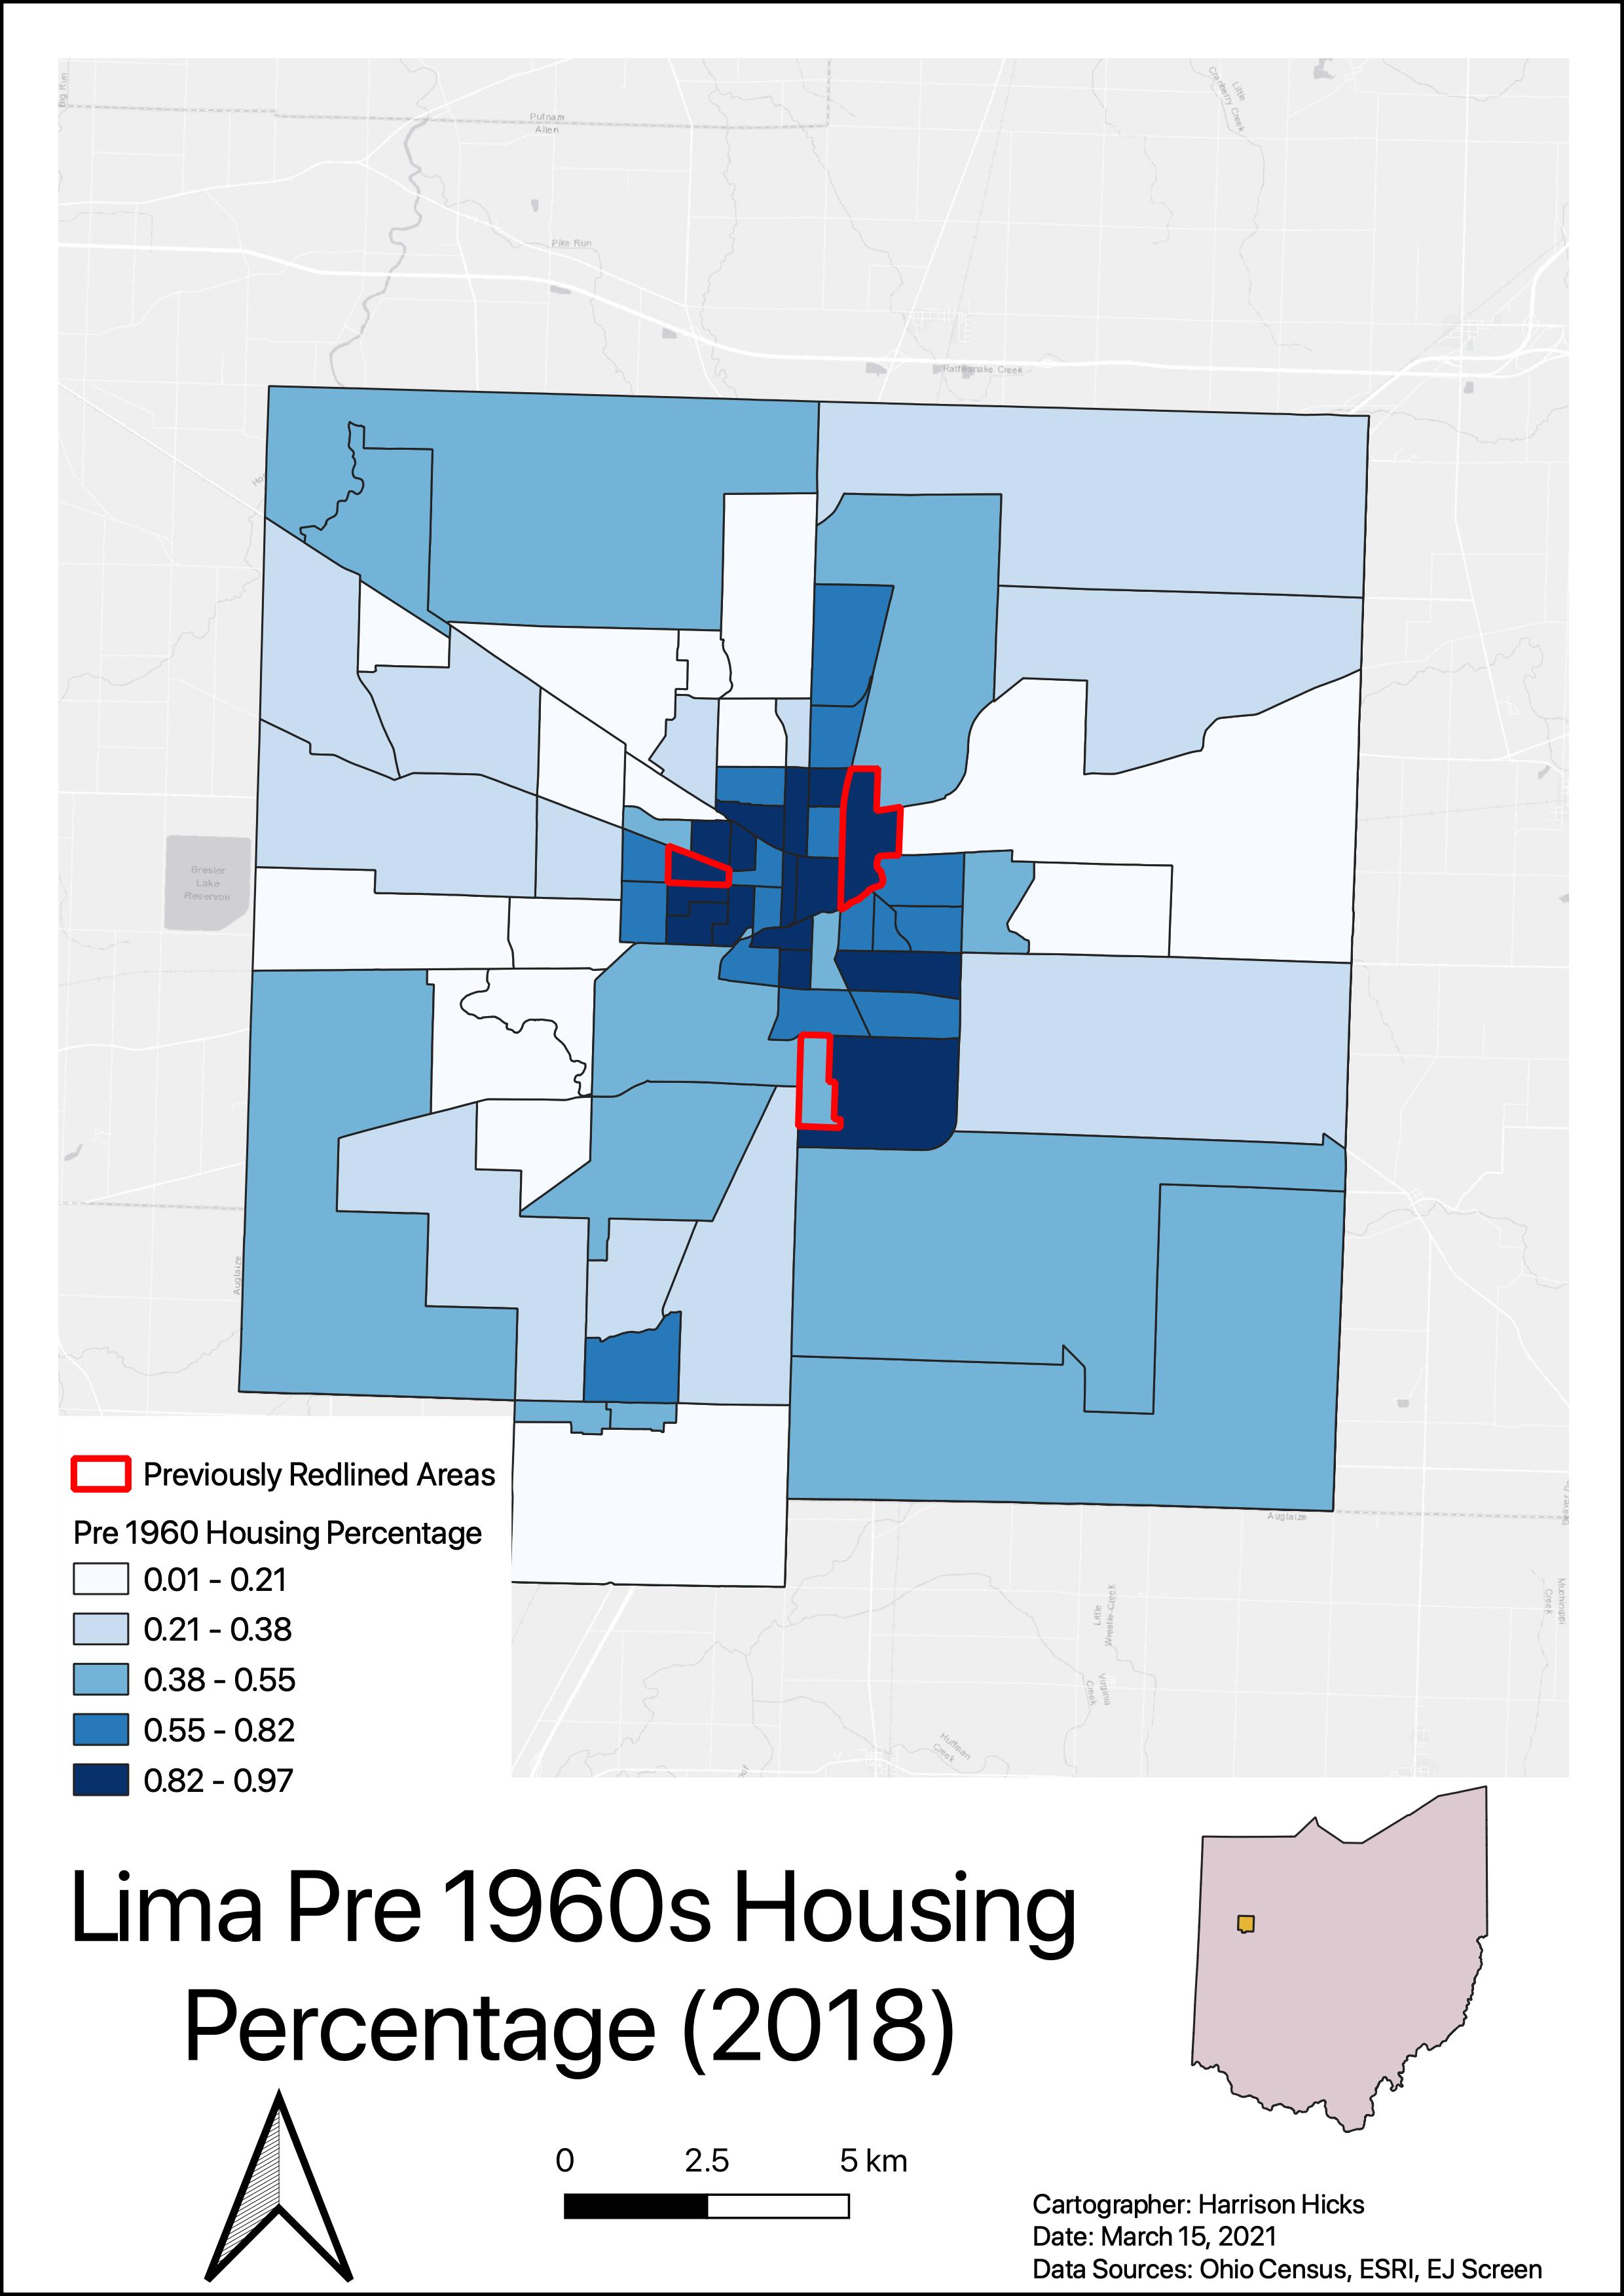 Big Run
Putnam
Allen
Little
Cranberry Creek
Pike Run
Rattlesnake Creek
Bresler
Lake
Reservoir
Auglaize
Auglaize
Little
Wrestle Creek
Virginia
Creek
Huffman
Creek
Creek
Previously Redlined Areas
Pre 1960 Housing Percentage
0.01 - 0.21
0.21 - 0.38
0.38 - 0.55
0.55 - 0.82
0.82 - 0.97
Lima Pre 1960s Housing
Percentage (2018)
0 2.5 5 km
Cartographer: Harrison Hicks
Date: March 15, 2021
Data Sources: Ohio Census, ESRI, EJ Screen